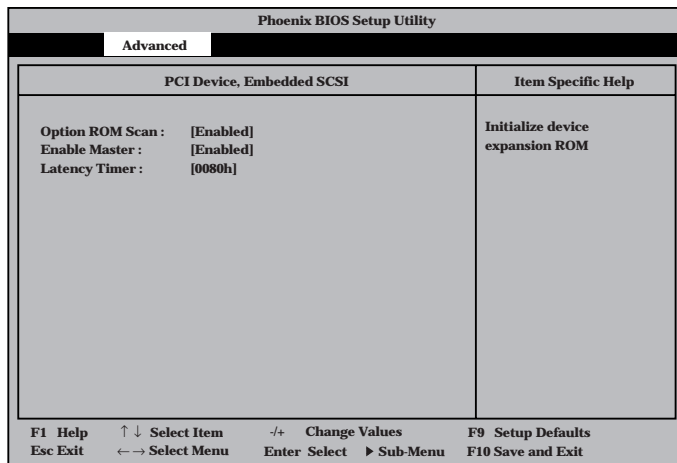 Phoenix BIOS Setup Utility
Advanced
PCI Device, Embedded SCSI
Item Specific Help
Option ROM Scan : [Enabled]
Enable Master : [Enabled]
Latency Timer : [0080h]
Initialize device
expansion ROM
F1 Help ↑ ↓ Select Item -/+ Change Values F9 Setup Defaults
Esc Exit ← → Select Menu Enter Select ▶ Sub-Menu F10 Save and Exit